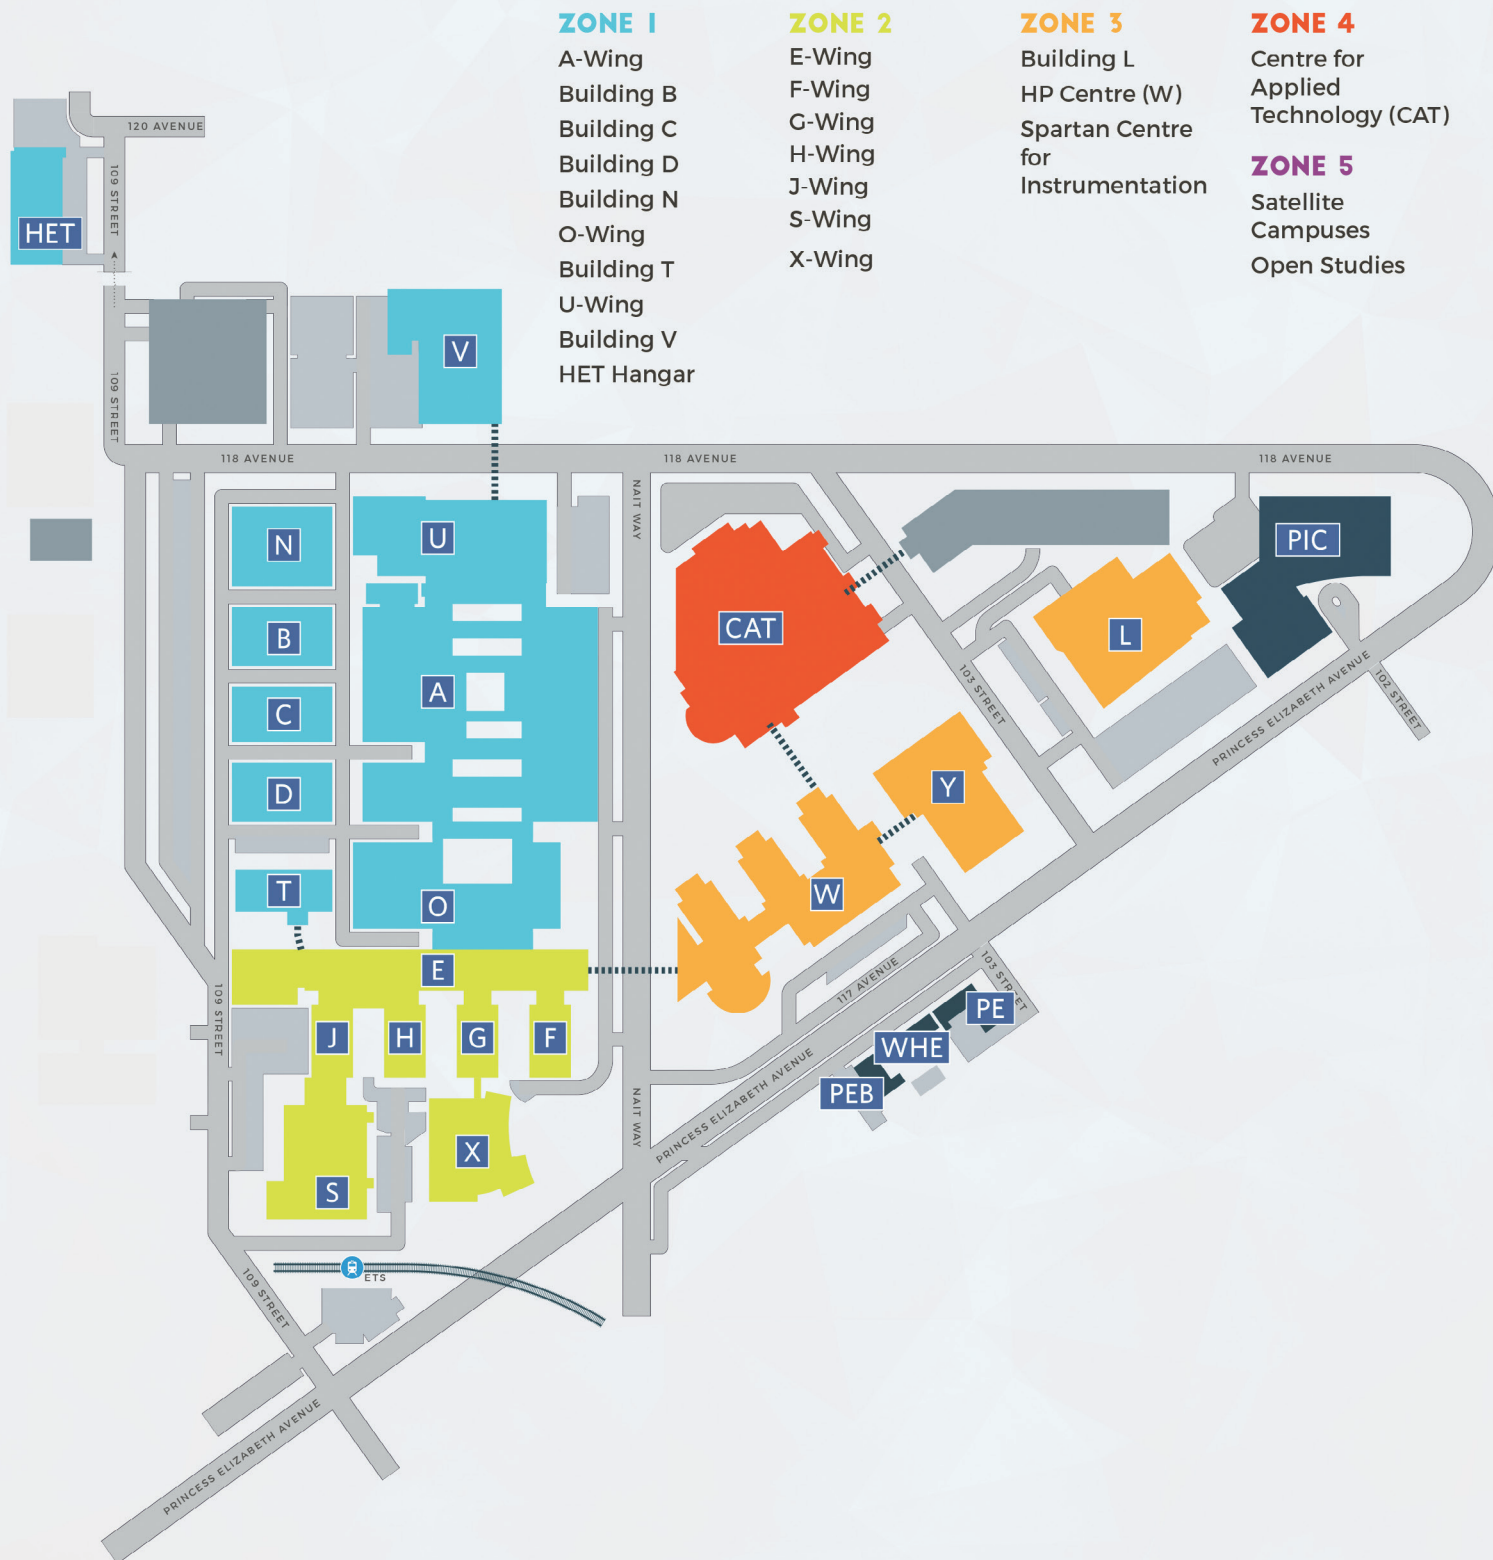 ZONE 1
A-Wing
Building B
Building C
Building D
Building N
O-Wing
Building T
U-Wing
Building V
HET Hangar
ZONE 2
E-Wing
F-Wing
G-Wing
H-Wing
J-Wing
S-Wing
X-Wing
ZONE 3
Building L
HP Centre (W)
Spartan Centre
for
Instrumentation
ZONE 4
Centre for
Applied
Technology (CAT)
ZONE 5
Satellite
Campuses
Open Studies
120 AVENUE
109 STREET
HET
109 STREET
V
118 AVENUE
118 AVENUE
118 AVENUE
NAIT WAY
N
U
PIC
B
CAT
L
A
103 STREET
102 STREET
PRINCESS ELIZABETH AVENUE
C
D
Y
T
O
W
E
117 AVENUE
103 STREET
109 STREET
J
H
G
F
PE
WHE
PEB
NAIT WAY
PRINCESS ELIZABETH AVENUE
X
S
ETS
109 STREET
PRINCESS ELIZABETH AVENUE